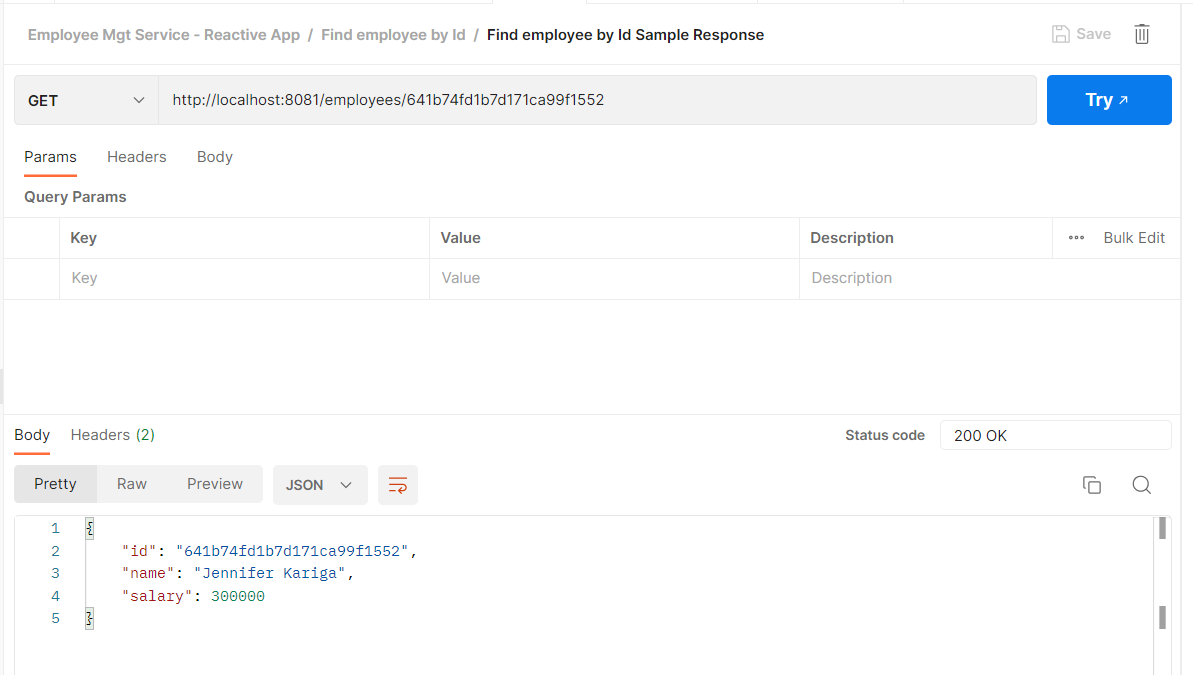 Employee Mgt Service - Reactive App / Find employee by Id / Find employee by Id Sample Response
Save
GET http://localhost:8081/employees/641b74fd1b7d171ca99f1552
Try
Params Headers Body
Query Params
Key Value Description Bulk Edit
Key Value Description
Body Headers (2) Status code 200 OK
Pretty Raw Preview JSON
1 {
2 "id": "641b74fd1b7d171ca99f1552",
3 "name": "Jennifer Kariga",
4 "salary": 300000
5 }